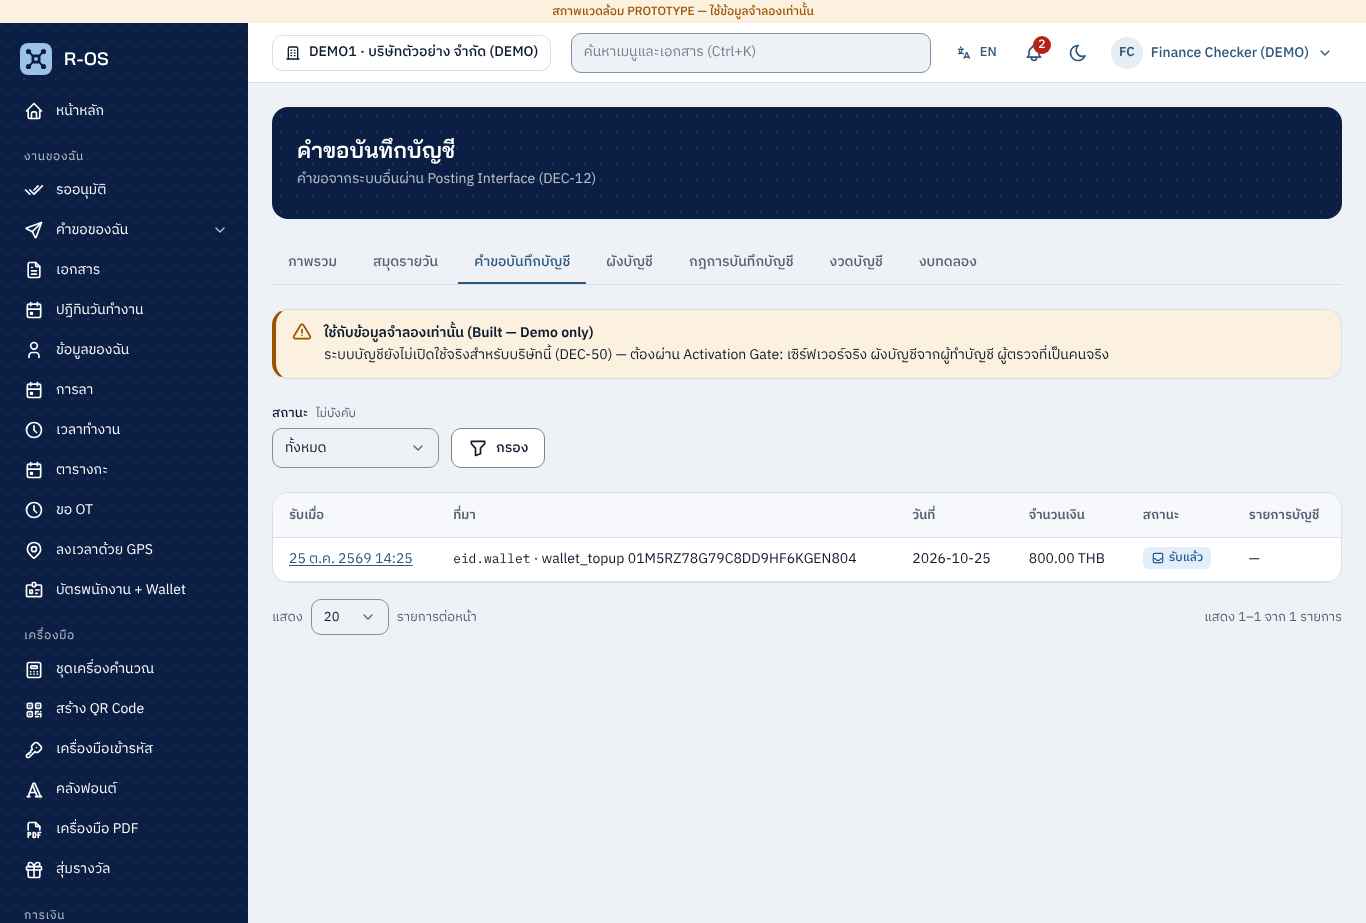 สภาพแวดล้อม PROTOTYPE — ใช้ข้อมูลจำลองเท่านั้น
R-OS
หน้าหลัก
งานของฉัน
รออนุมัติ
คำขอของฉัน
เอกสาร
ปฏิทินวันทำงาน
ข้อมูลของฉัน
การลา
เวลาทำงาน
ตารางกะ
ขอ OT
ลงเวลาด้วย GPS
บัตรพนักงาน + Wallet
เครื่องมือ
ชุดเครื่องคำนวณ
สร้าง QR Code
เครื่องมือเข้ารหัส
คลังฟอนต์
เครื่องมือ PDF
สุ่มรางวัล
การเงิน
DEMO1 · บริษัทตัวอย่าง จำกัด (DEMO)
ค้นหาเมนูและเอกสาร (Ctrl+K)
EN
2
FC
Finance Checker (DEMO)
คำขอบันทึกบัญชี
คำขอจากระบบอื่นผ่าน Posting Interface (DEC-12)
ภาพรวม สมุดรายวัน คำขอบันทึกบัญชี ผังบัญชี กฎการบันทึกบัญชี งวดบัญชี งบทดลอง
ใช้กับข้อมูลจำลองเท่านั้น (Built — Demo only)
ระบบบัญชียังไม่เปิดใช้จริงสำหรับบริษัทนี้ (DEC-50) — ต้องผ่าน Activation Gate: เซิร์ฟเวอร์จริง ผังบัญชีจากผู้ทำบัญชี ผู้ตรวจที่เป็นคนจริง
สถานะ ไม่บังคับ
ทั้งหมด กรอง
รับเมื่อ ที่มา วันที่ จำนวนเงิน สถานะ รายการบัญชี
25 ต.ค. 2569 14:25 eid.wallet · wallet_topup 01M5RZ78G79C8DD9HF6KGEN804 2026-10-25 800.00 THB รับแล้ว —
แสดง 20 รายการต่อหน้า แสดง 1–1 จาก 1 รายการ